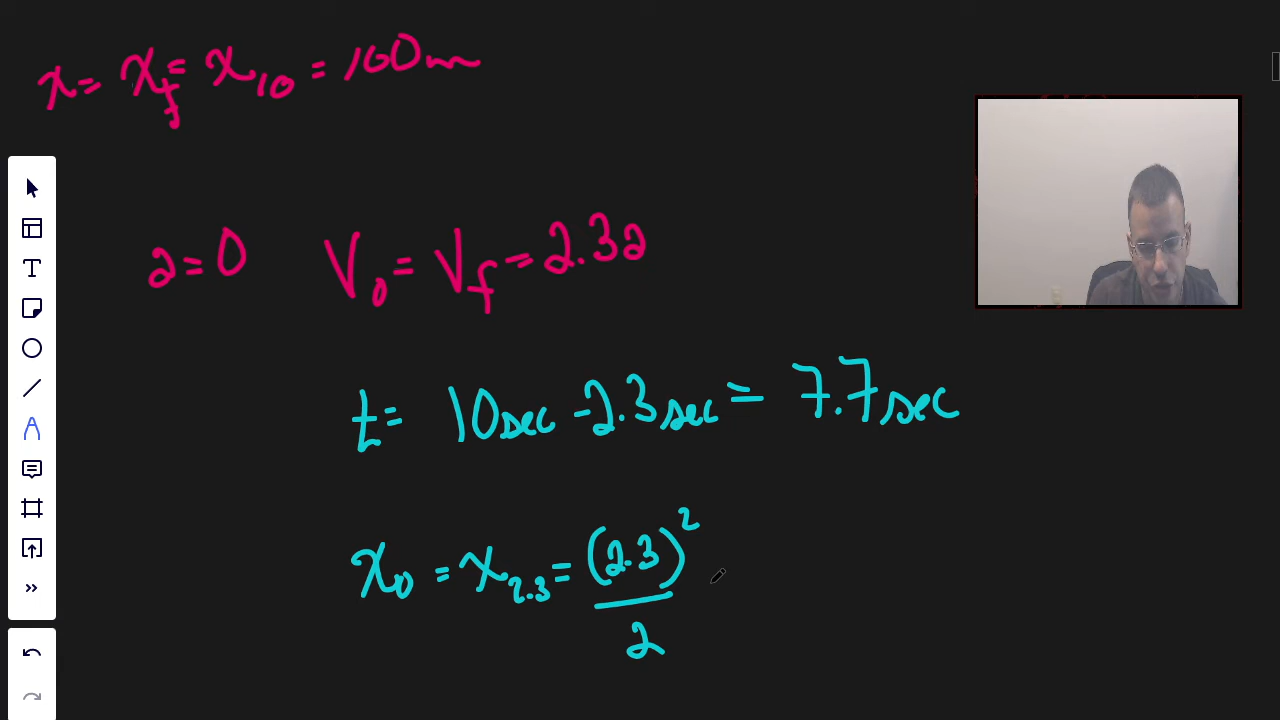 x = x_f = x_10 = 100m
a = 0 V_0 = V_f = 2.3a
t = 10sec - 2.3sec = 7.7sec
x_0 = x_2.3 = (2.3)^2 / 2